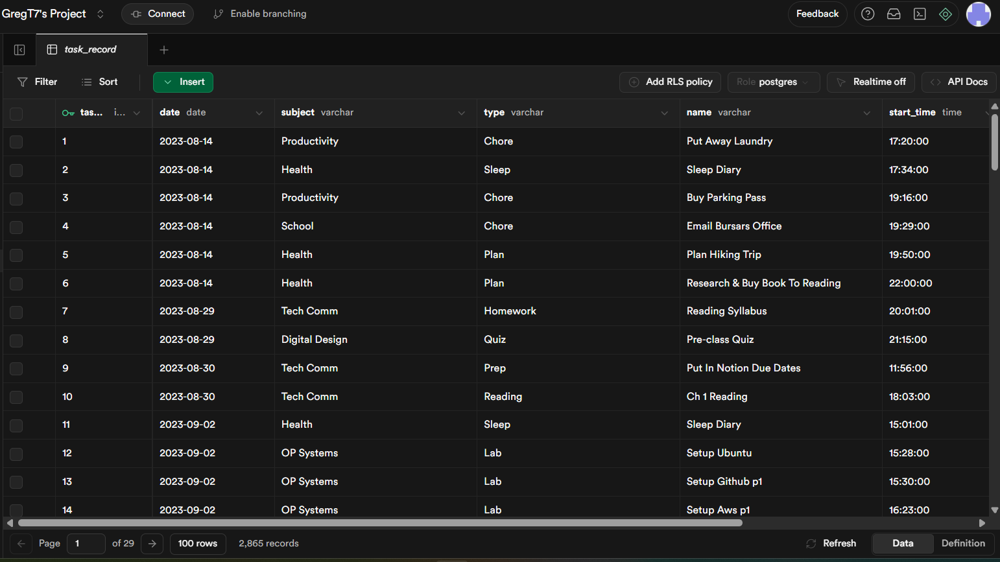 GregT7's Project Connect Enable branching Feedback
task_record
Filter Sort Insert Add RLS policy Role postgres Realtime off API Docs
tas... i... date date subject varchar type varchar name varchar start_time time
1 2023-08-14 Productivity Chore Put Away Laundry 17:20:00
2 2023-08-14 Health Sleep Sleep Diary 17:34:00
3 2023-08-14 Productivity Chore Buy Parking Pass 19:16:00
4 2023-08-14 School Chore Email Bursars Office 19:29:00
5 2023-08-14 Health Plan Plan Hiking Trip 19:50:00
6 2023-08-14 Health Plan Research & Buy Book To Reading 22:00:00
7 2023-08-29 Tech Comm Homework Reading Syllabus 20:01:00
8 2023-08-29 Digital Design Quiz Pre-class Quiz 21:15:00
9 2023-08-30 Tech Comm Prep Put In Notion Due Dates 11:56:00
10 2023-08-30 Tech Comm Reading Ch 1 Reading 18:03:00
11 2023-09-02 Health Sleep Sleep Diary 15:01:00
12 2023-09-02 OP Systems Lab Setup Ubuntu 15:28:00
13 2023-09-02 OP Systems Lab Setup Github p1 15:30:00
14 2023-09-02 OP Systems Lab Setup Aws p1 16:23:00
Page 1 of 29 100 rows 2,865 records Refresh Data Definition